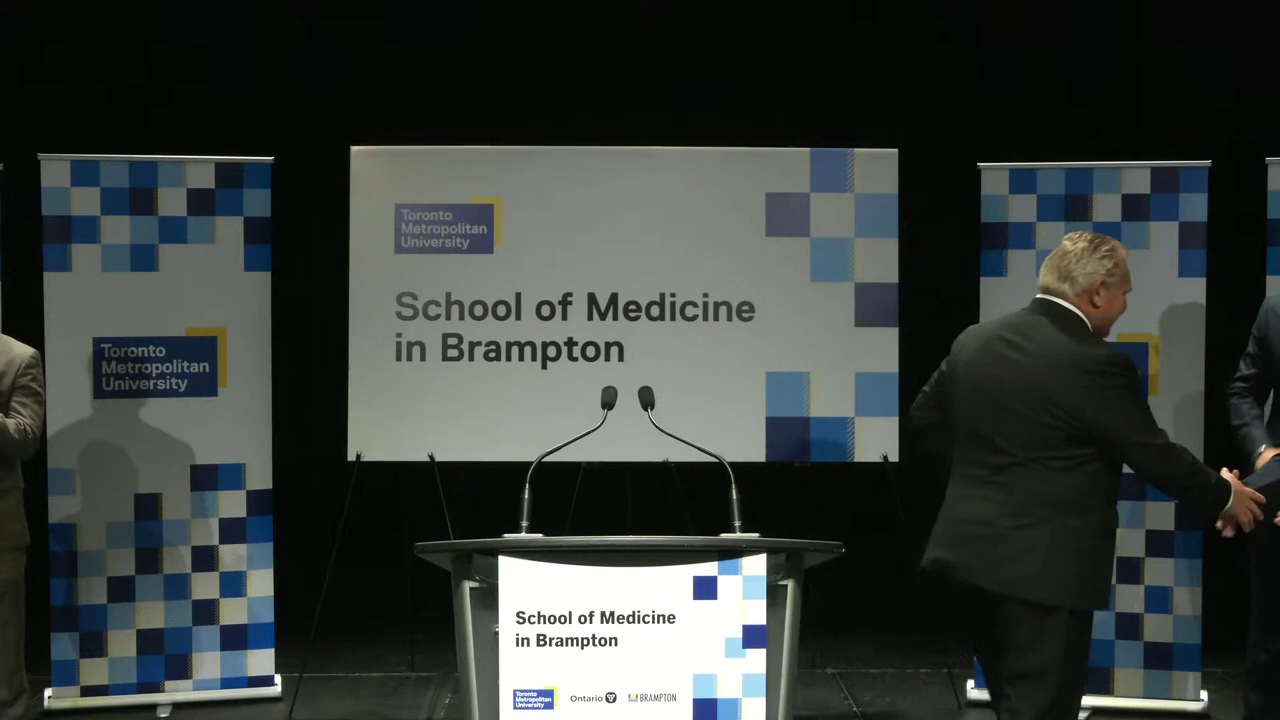 Toronto
Metropolitan
University
School of Medicine
in Brampton
Toronto
Metropolitan
University
School of Medicine
in Brampton
Toronto
Metropolitan
University
Ontario
BRAMPTON